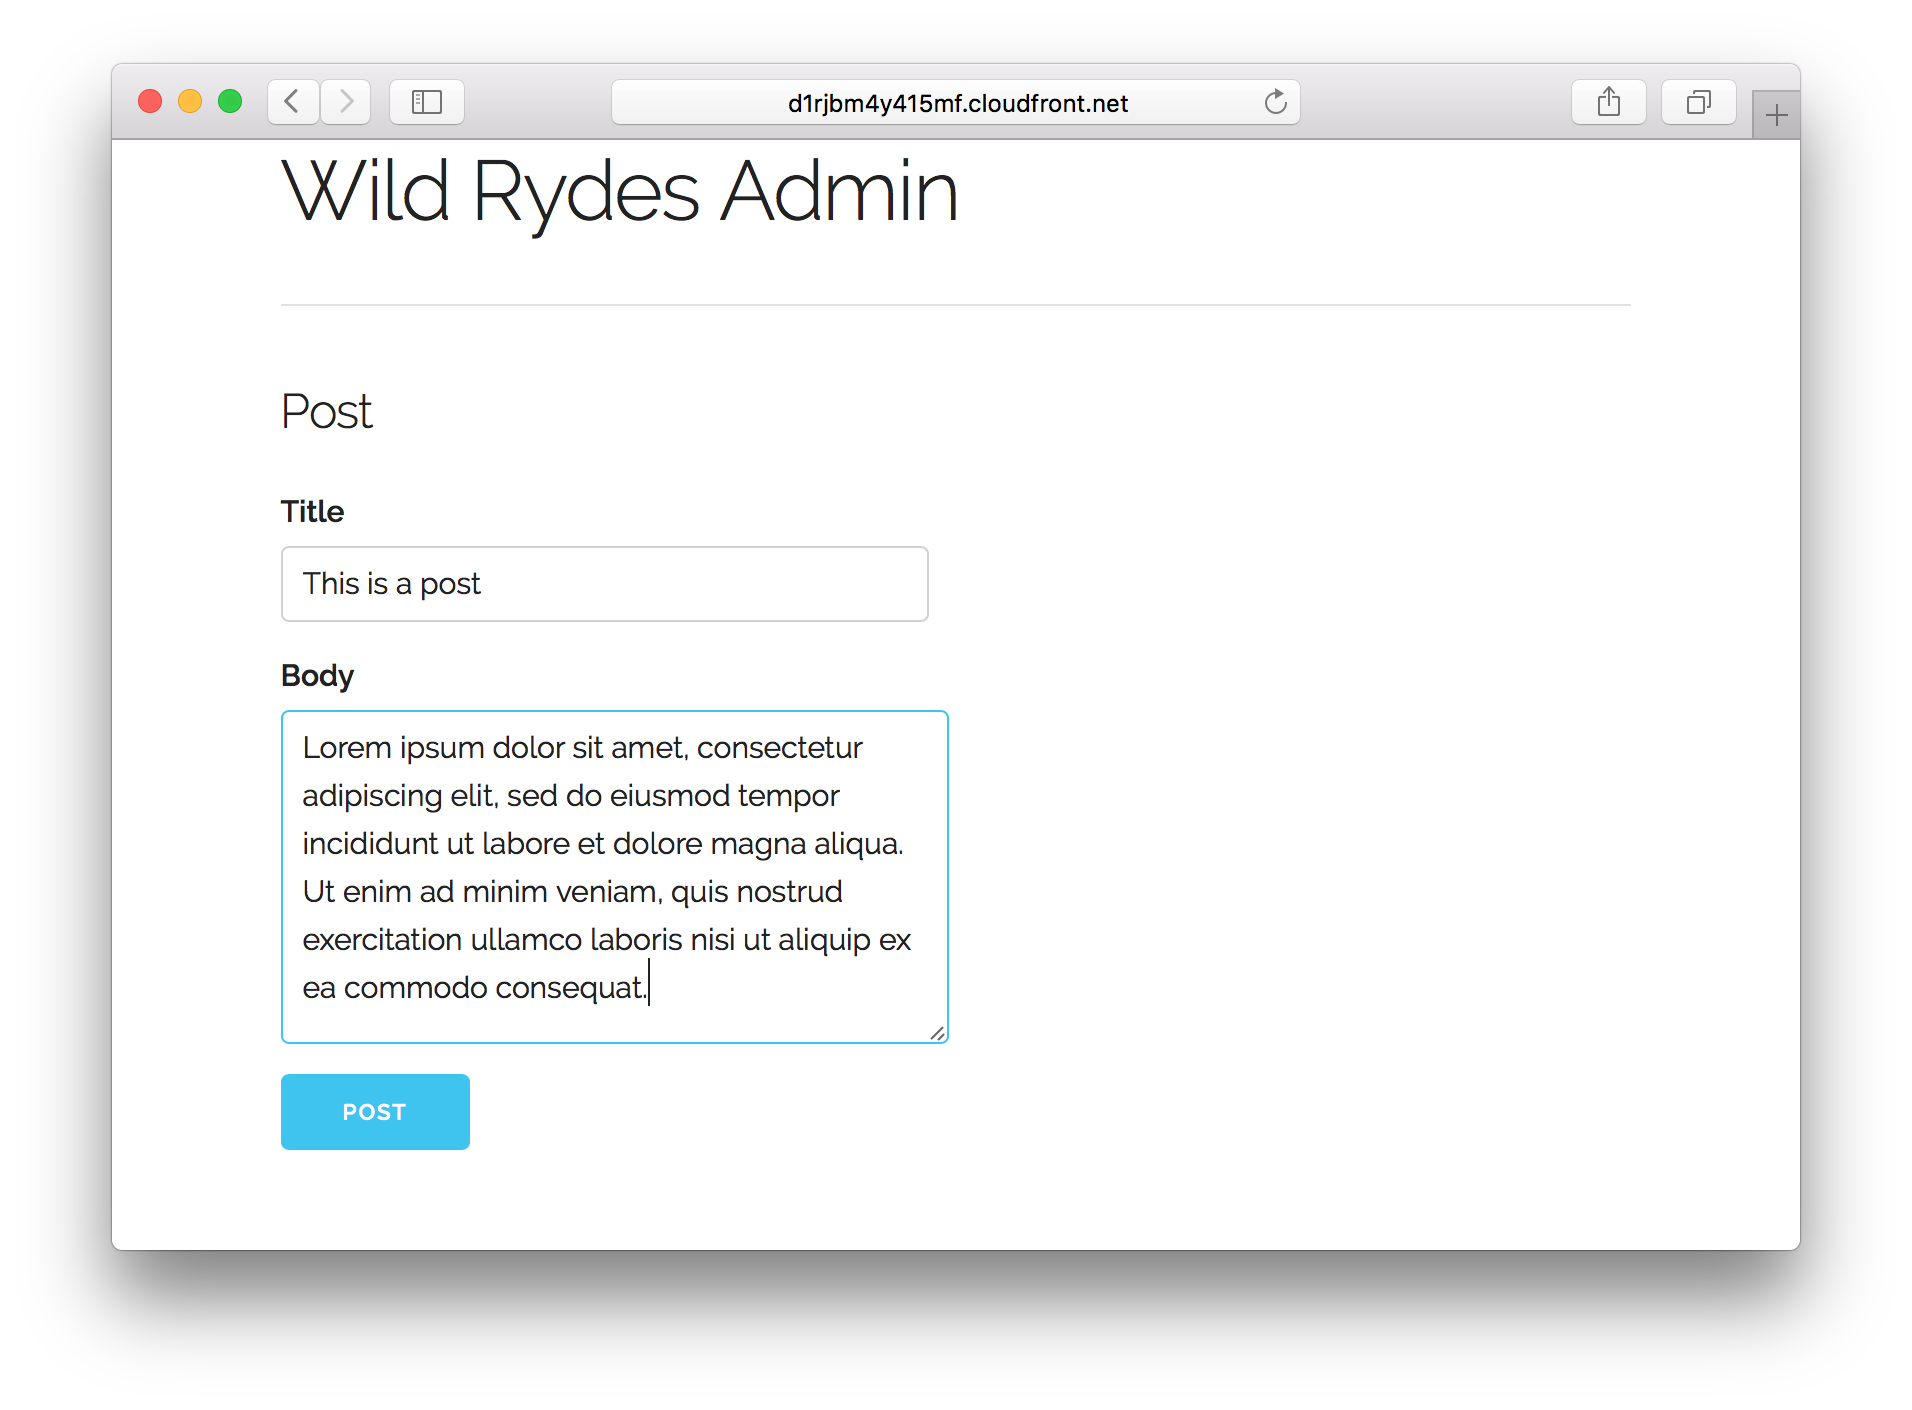 d1rjbm4y415mf.cloudfront.net
Wild Rydes Admin
Post
Title
This is a post
Body
Lorem ipsum dolor sit amet, consectetur
adipiscing elit, sed do eiusmod tempor
incididunt ut labore et dolore magna aliqua.
Ut enim ad minim veniam, quis nostrud
exercitation ullamco laboris nisi ut aliquip ex
ea commodo consequat.
POST